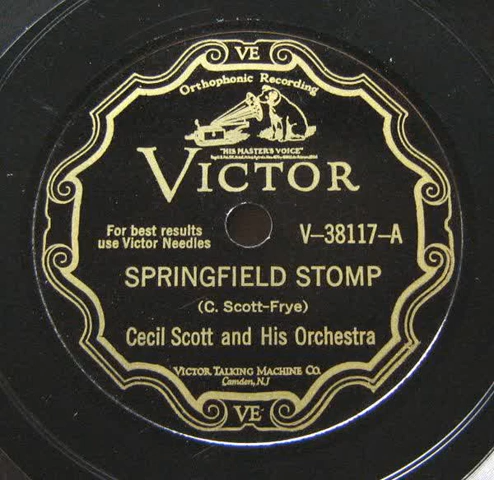 VE
Orthophonic Recording
"HIS MASTER'S VOICE"
VICTOR
For best results
use Victor Needles
V-38117-A
SPRINGFIELD STOMP
(C. Scott-Frye)
Cecil Scott and His Orchestra
VICTOR TALKING MACHINE CO.
Camden, NJ
VE